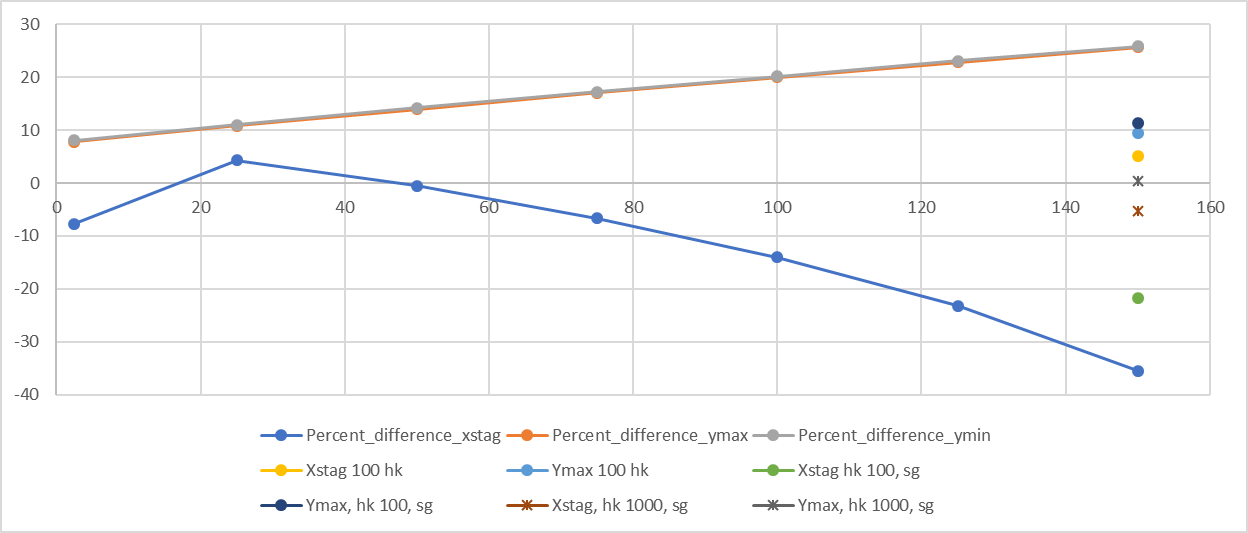 30
20
10
0
0 20 40 60 80 100 120 140 160
-10
-20
-30
-40
Percent_difference_xstag Percent_difference_ymax Percent_difference_ymin
Xstag 100 hk Ymax 100 hk Xstag hk 100, sg
Ymax, hk 100, sg Xstag, hk 1000, sg Ymax, hk 1000, sg